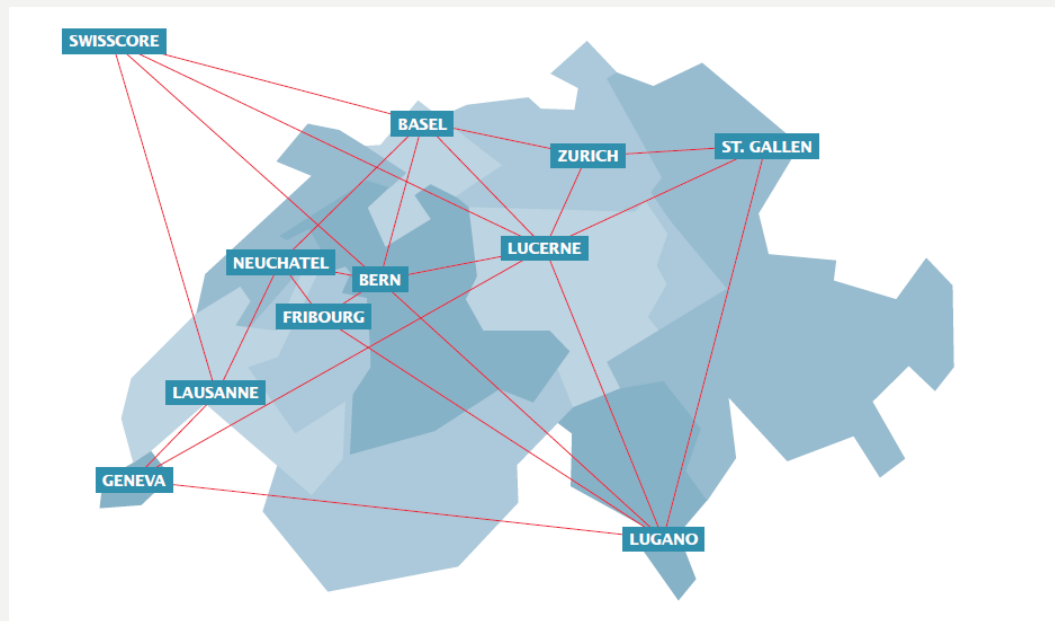 SWISSCORE
BASEL
ZURICH
ST. GALLEN
LUCERNE
NEUCHATEL
BERN
FRIBOURG
LAUSANNE
GENEVA
LUGANO